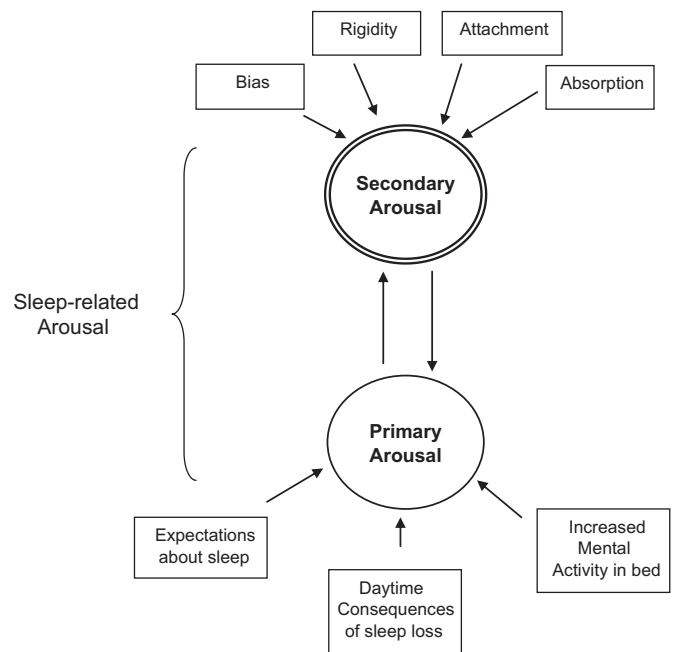 Rigidity
Attachment
Bias
Absorption
Secondary
Arousal
Sleep-related
Arousal
Primary
Arousal
Expectations
about sleep
Increased
Mental
Activity in bed
Daytime
Consequences
of sleep loss